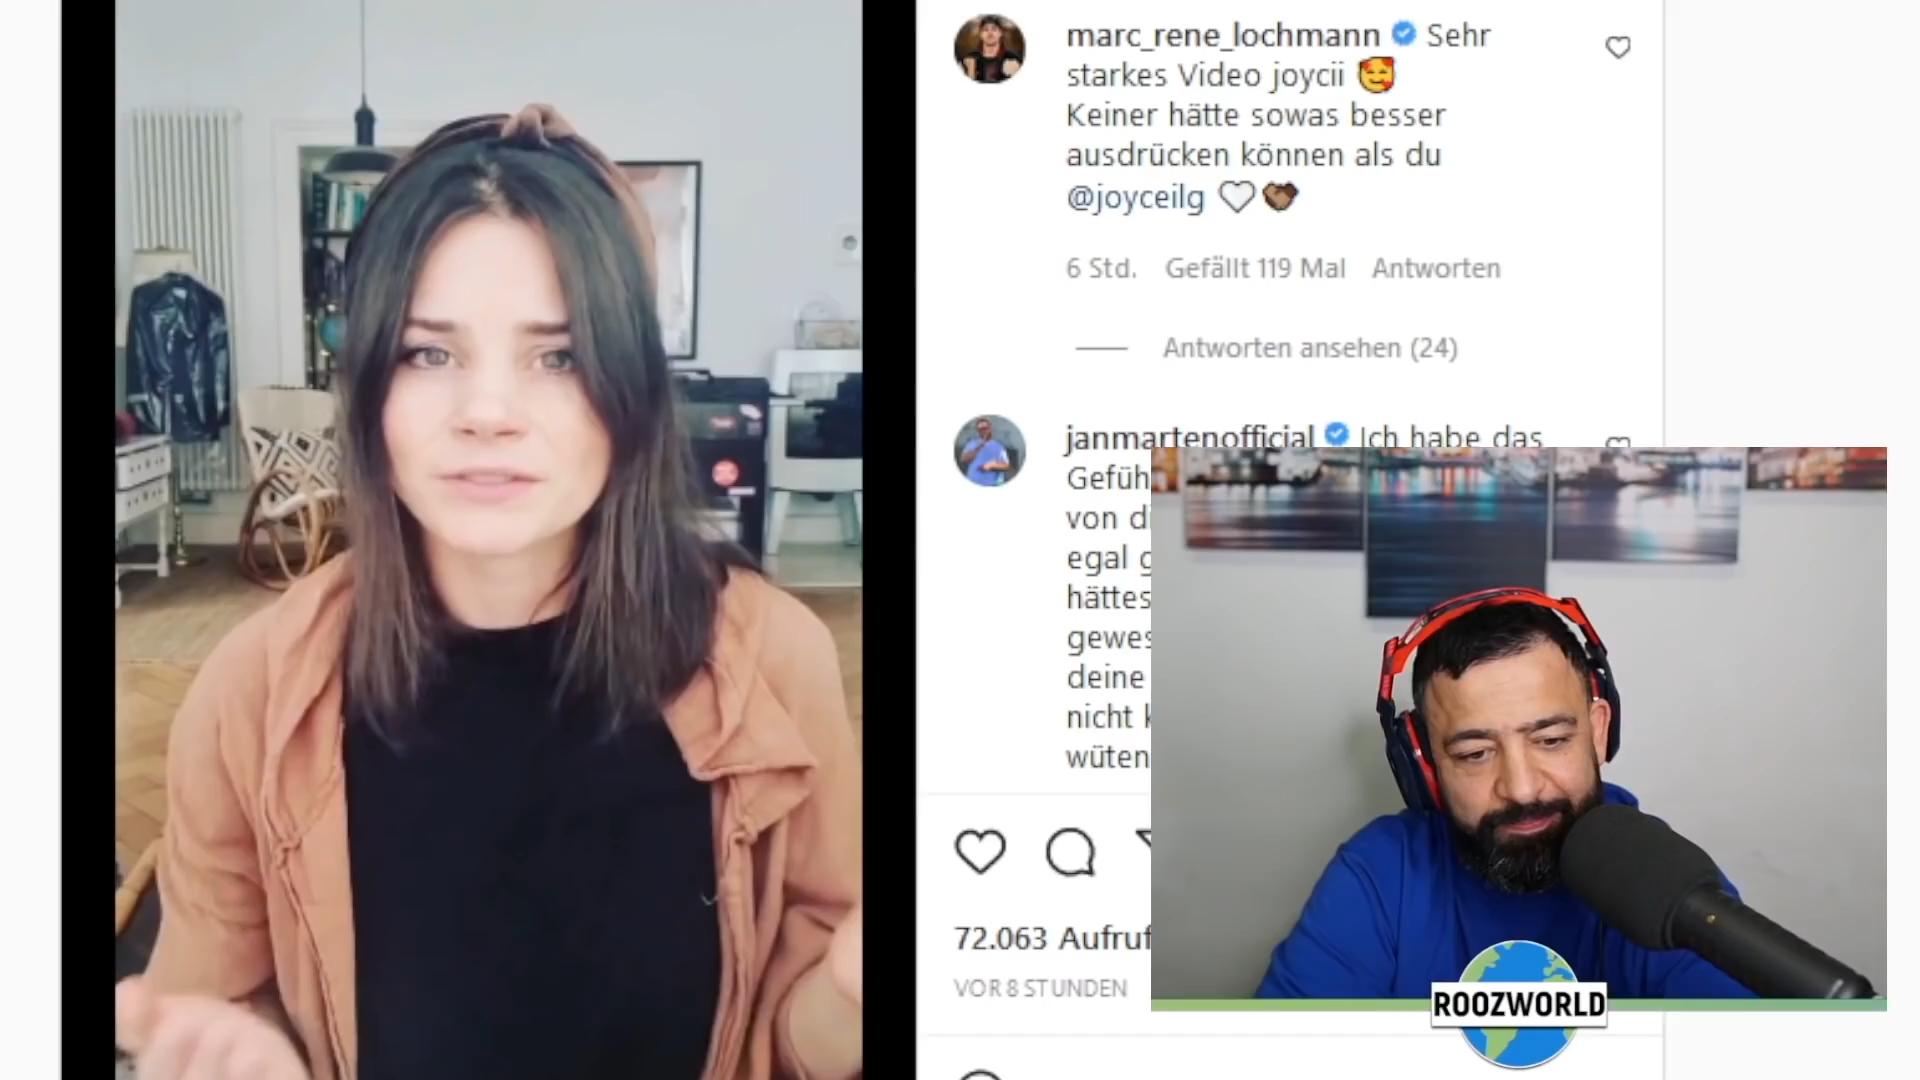 marc_rene_lochmann Sehr
starkes Video joycii 🥰
Keiner hätte sowas besser
ausdrücken können als du
@joyceilg
6 Std. Gefällt 119 Mal Antworten
Antworten ansehen (24)
janmartenofficial Ich habe das
Gefüh
von di
egal g
hättes
gewes
deine
nicht k
wüten
72.063 Aufruf
VOR 8 STUNDEN
ROOZWORLD